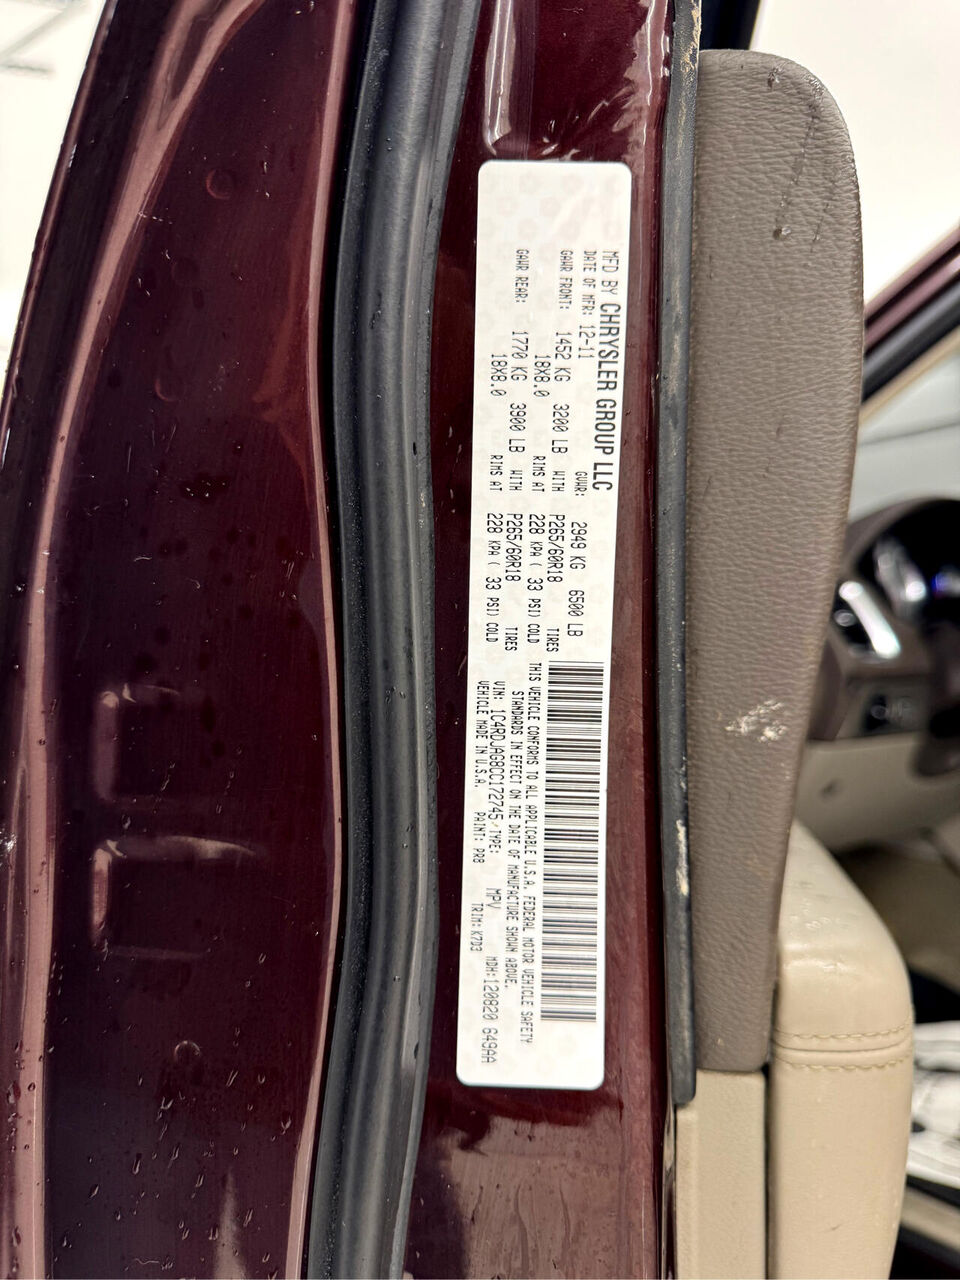 MFD BY CHRYSLER GROUP LLC
DATE OF MFR: 12-11 GVWR: 2949 KG 6500 LB
GAWR FRONT: 1452 KG 3200 LB WITH P265/60R18 TIRES
18X8.0 RIMS AT 228 KPA ( 33 PSI) COLD
GAWR REAR: 1770 KG 3900 LB WITH P265/60R18 TIRES
18X8.0 RIMS AT 228 KPA ( 33 PSI) COLD
THIS VEHICLE CONFORMS TO ALL APPLICABLE U.S.A. FEDERAL MOTOR VEHICLE SAFETY
STANDARDS IN EFFECT ON THE DATE OF MANUFACTURE SHOWN ABOVE.
VIN: 1C4RDJAG8CC172745 TYPE: MPV MDH:120820 649AA
VEHICLE MADE IN U.S.A. PAINT: PR8 TRIM: K7D3